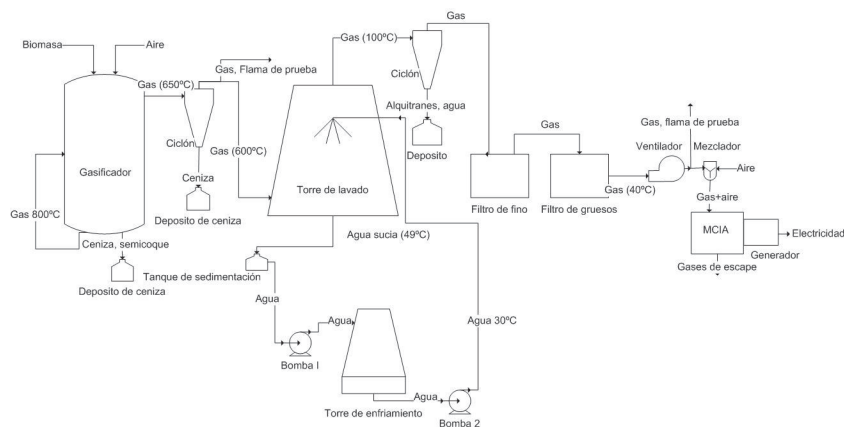 Biomasa
Aire
Gas (650ºC)
Gas, Flama de prueba
Gasificador
Ciclón
Gas 800ºC
Ceniza
Gas (600ºC)
Deposito de ceniza
Ceniza, semicoque
Deposito de ceniza
Gas (100ºC)
Gas
Ciclón
Alquitranes, agua
Deposito
Torre de lavado
Agua sucia (49ºC)
Tanque de sedimentación
Agua
Bomba I
Agua
Torre de enfriamiento
Agua
Bomba 2
Agua 30ºC
Filtro de fino
Gas
Filtro de gruesos
Gas (40ºC)
Gas, flama de prueba
Ventilador
Mezclador
Aire
Gas+aire
MCIA
Electricidad
Generador
Gases de escape